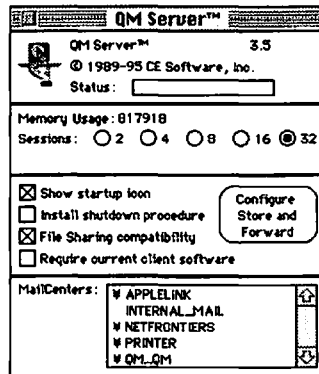 QM Server™
QM Server™ 3.5
© 1989-95 CE Software, Inc.
Status:
Memory Usage: 817918
Sessions: 2 4 8 16 32
Show startup icon
Install shutdown procedure
File Sharing compatibility
Require current client software
Configure
Store and
Forward
MailCenters:
¥ APPLELINK
INTERNAL_MAIL
¥ NETFRONTIERS
¥ PRINTER
¥ QM_QM